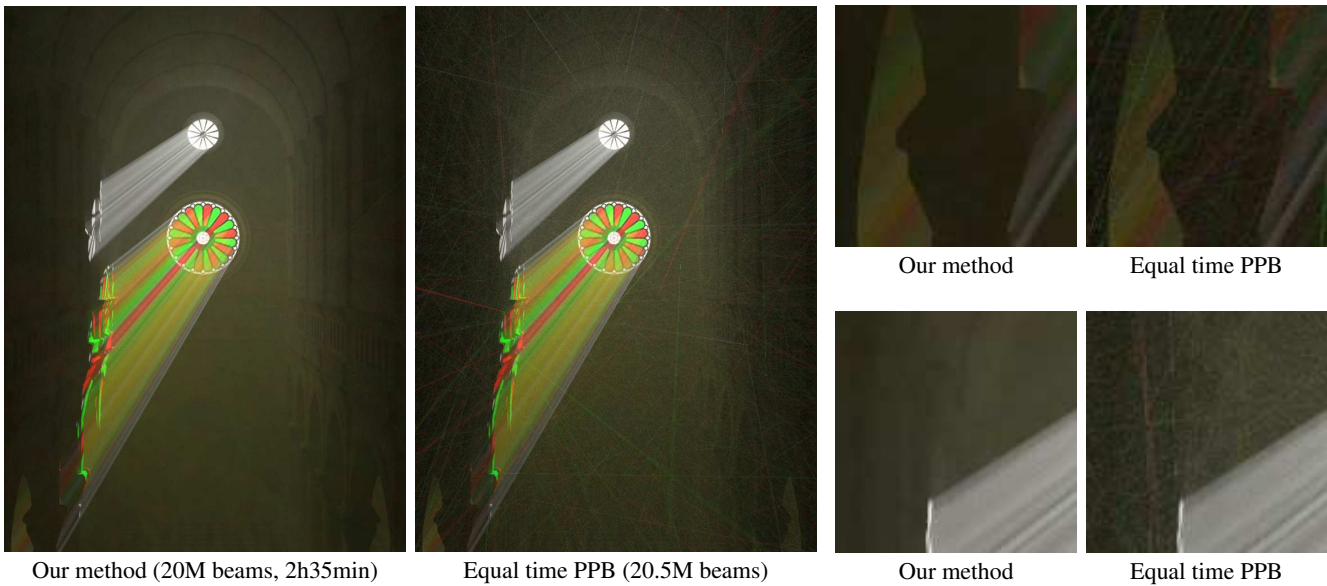 Our method (20M beams, 2h35min)
Equal time PPB (20.5M beams)
Our method
Equal time PPB
Our method
Equal time PPB